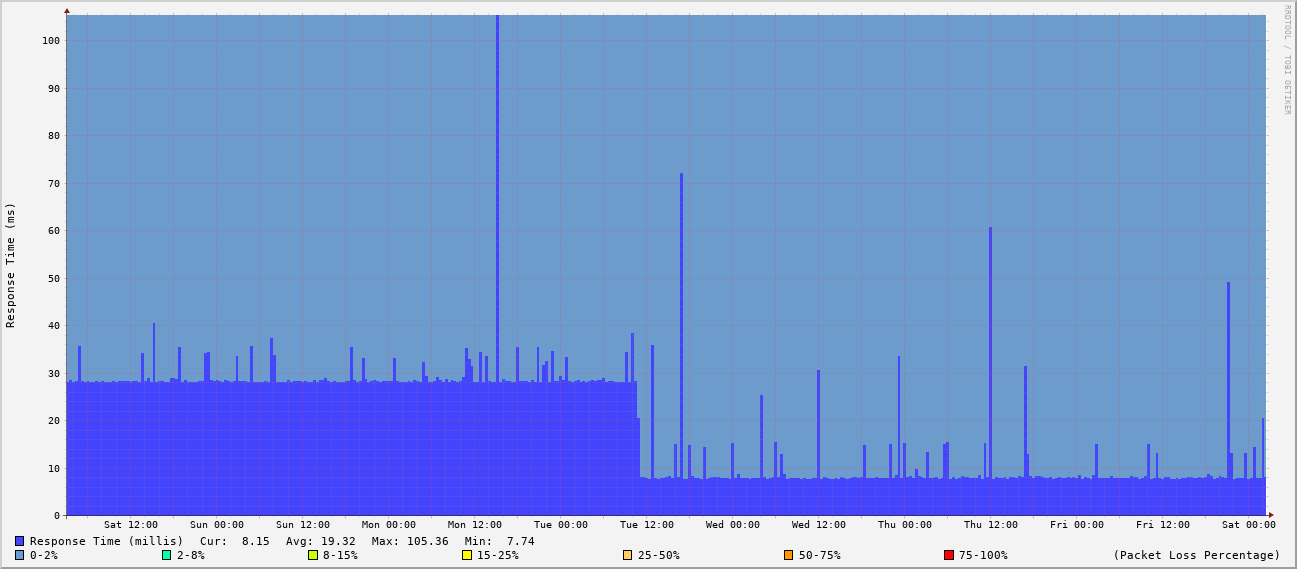 RRDTOOL / TOBI OETIKER
Response Time (ms)
100
90
80
70
60
50
40
30
20
10
0
Sat 12:00 Sun 00:00 Sun 12:00 Mon 00:00 Mon 12:00 Tue 00:00 Tue 12:00 Wed 00:00 Wed 12:00 Thu 00:00 Thu 12:00 Fri 00:00 Fri 12:00 Sat 00:00
Response Time (millis) Cur: 8.15 Avg: 19.32 Max: 105.36 Min: 7.74
0-2% 2-8% 8-15% 15-25% 25-50% 50-75% 75-100% (Packet Loss Percentage)